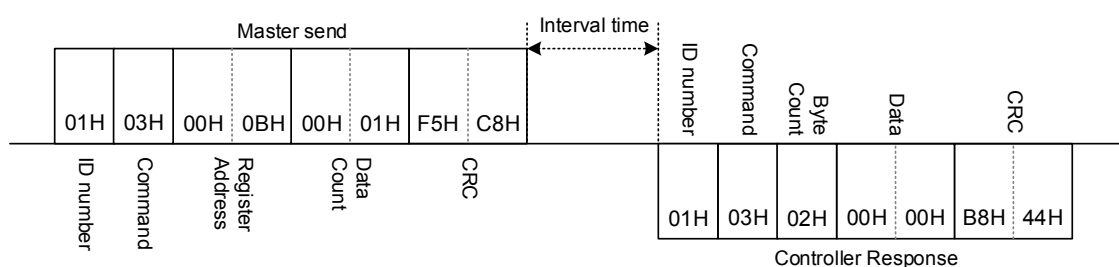 Master send
Interval time
01H 03H 00H 0BH 00H 01H F5H C8H
ID number
Command
Register
Address
Data
Count
CRC
ID number
Command
Byte
Count
Data
CRC
01H 03H 02H 00H 00H B8H 44H
Controller Response